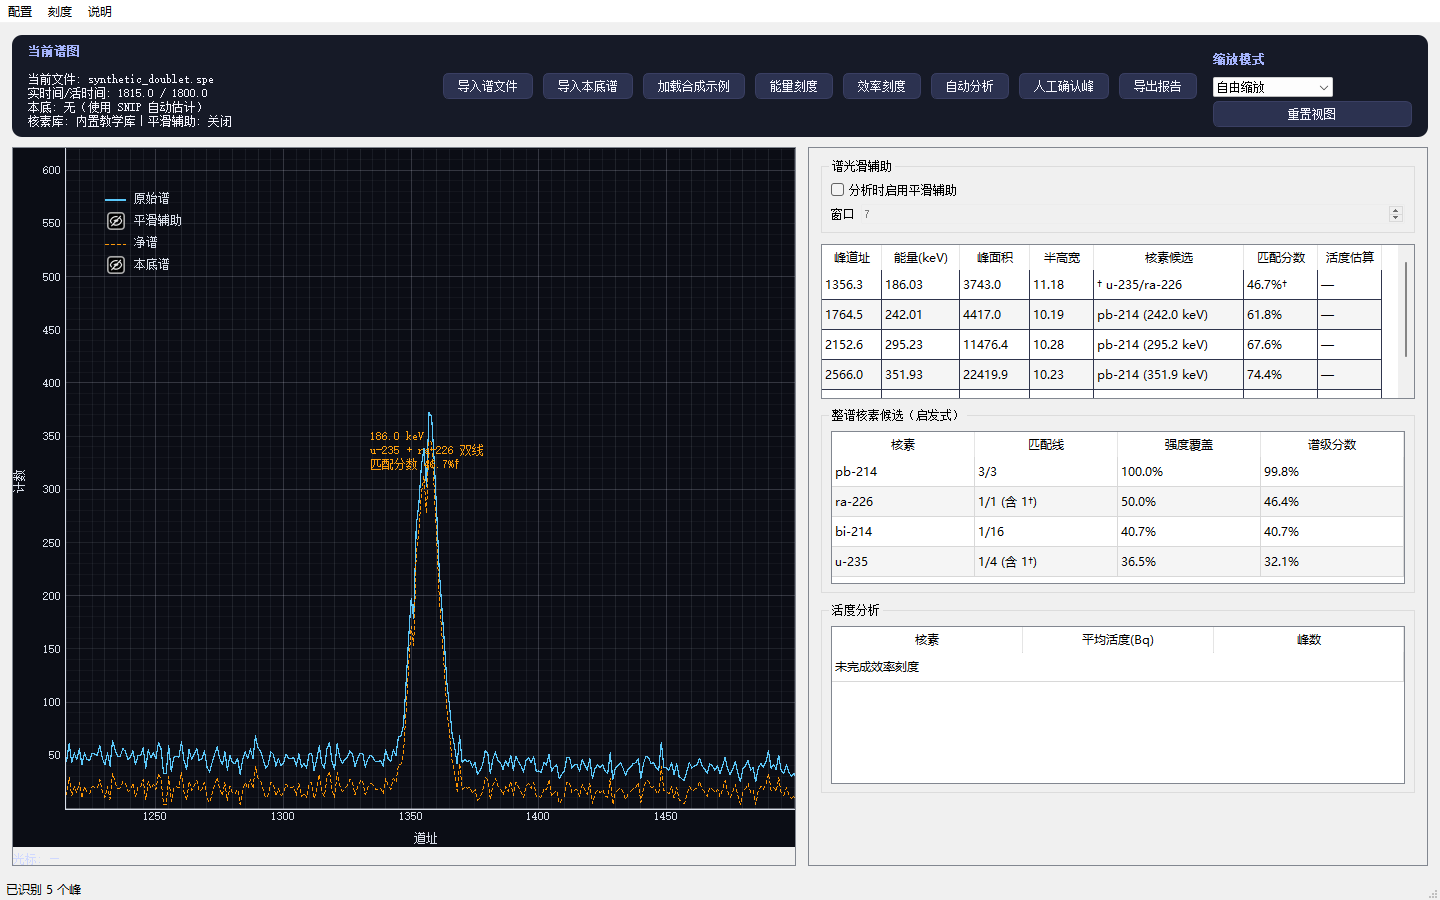 配置 刻度 说明
当前谱图
当前文件: synthetic_doublet.spe
实时间/活时间: 1815.0 / 1800.0
本底: 无（使用 SNIP 自动估计）
核素库: 内置教学库 | 平滑辅助: 关闭
导入谱文件 导入本底谱 加载合成示例 能量刻度 效率刻度 自动分析 人工确认峰 导出报告
缩放模式
自由缩放
重置视图
600
550
500
450
400
350
300
250
200
150
100
50
计数
原始谱
平滑辅助
净谱
本底谱
186.0 keV
u-235 + ra-226 双线
匹配分数 46.7%†
1250 1300 1350 1400 1450
道址
光标: —
谱光滑辅助
分析时启用平滑辅助
窗口 7
峰道址 能量(keV) 峰面积 半高宽 核素候选 匹配分数 活度估算
1356.3 186.03 3743.0 11.18 † u-235/ra-226 46.7%† —
1764.5 242.01 4417.0 10.19 pb-214 (242.0 keV) 61.8% —
2152.6 295.23 11476.4 10.28 pb-214 (295.2 keV) 67.6% —
2566.0 351.93 22419.9 10.23 pb-214 (351.9 keV) 74.4% —
整谱核素候选（启发式）
核素 匹配线 强度覆盖 谱级分数
pb-214 3/3 100.0% 99.8%
ra-226 1/1 (含 1†) 50.0% 46.4%
bi-214 1/16 40.7% 40.7%
u-235 1/4 (含 1†) 36.5% 32.1%
活度分析
核素 平均活度(Bq) 峰数
未完成效率刻度
已识别 5 个峰